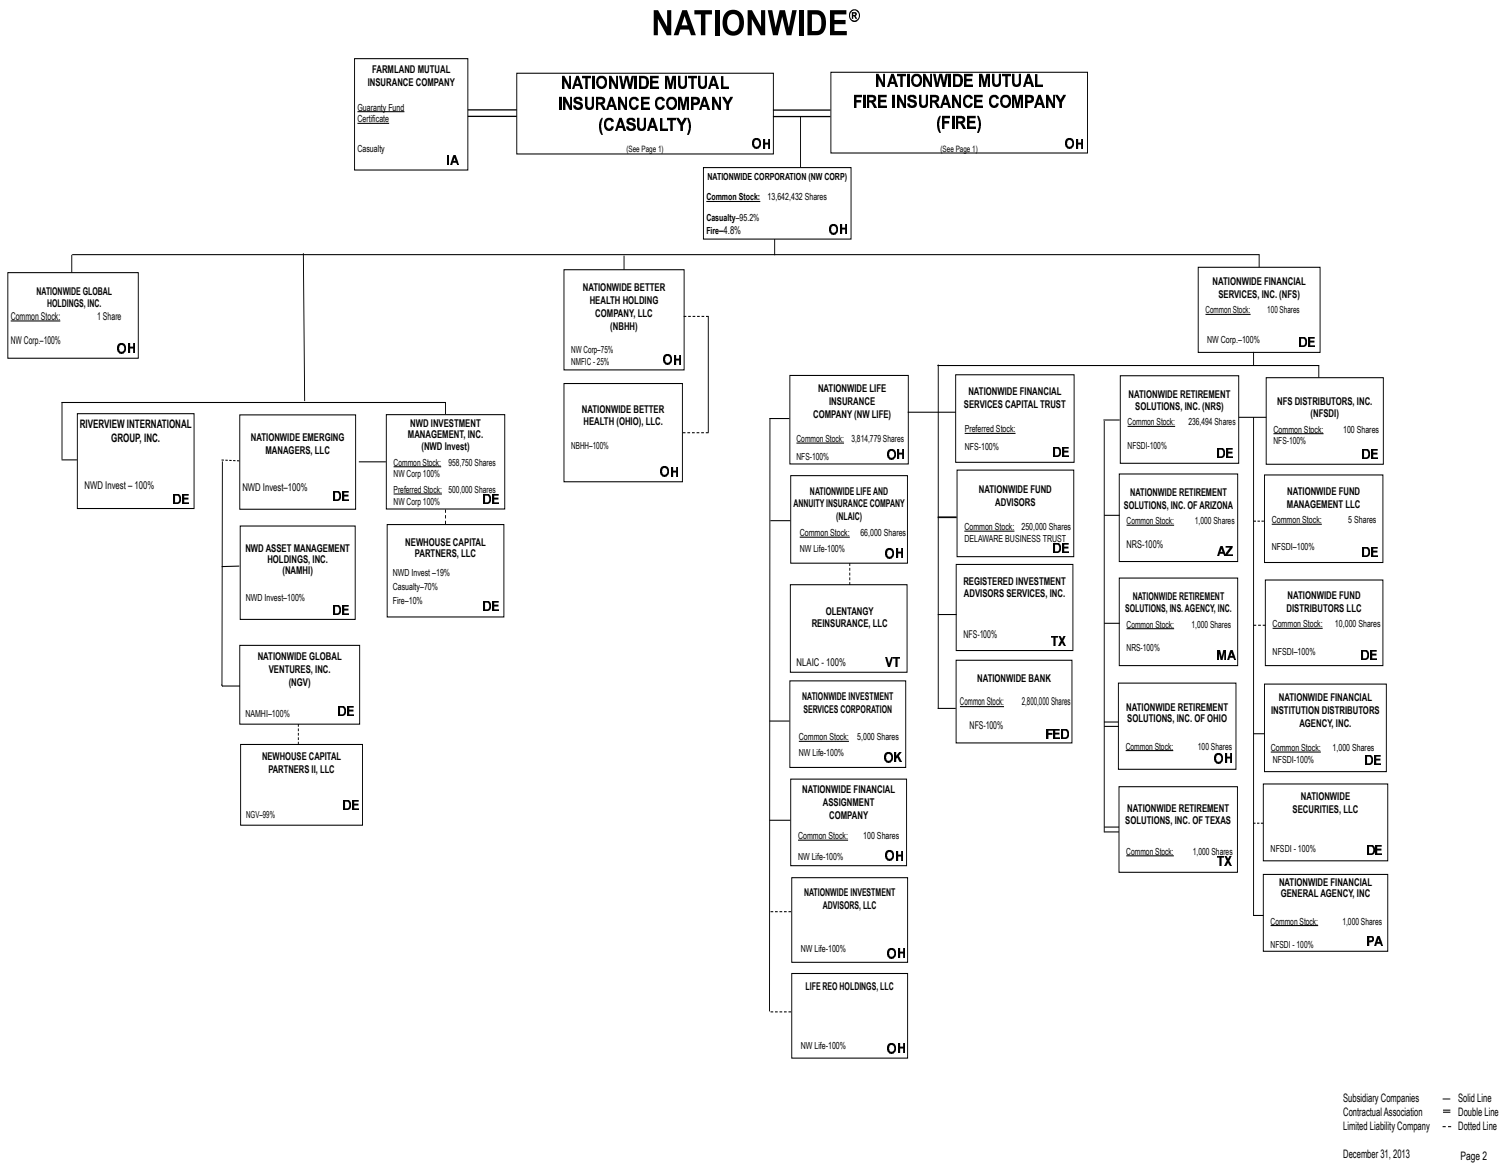 NATIONWIDE®
FARMLAND MUTUAL
INSURANCE COMPANY
Guaranty Fund
Certificate
Casualty
IA
NATIONWIDE MUTUAL
INSURANCE COMPANY
(CASUALTY)
(See Page 1)
OH
NATIONWIDE MUTUAL
FIRE INSURANCE COMPANY
(FIRE)
(See Page 1)
OH
NATIONWIDE CORPORATION (NW CORP)
Common Stock: 13,642,432 Shares
Casualty–95.2%
Fire–4.8%
OH
NATIONWIDE GLOBAL
HOLDINGS, INC.
Common Stock: 1 Share
NW Corp.–100%
OH
NATIONWIDE BETTER
HEALTH HOLDING
COMPANY, LLC
(NBHH)
NW Corp–75%
NMFIC - 25%
OH
NATIONWIDE FINANCIAL
SERVICES, INC. (NFS)
Common Stock: 100 Shares
NW Corp.–100%
DE
RIVERVIEW INTERNATIONAL
GROUP, INC.
NWD Invest – 100%
DE
NATIONWIDE EMERGING
MANAGERS, LLC
NWD Invest–100%
DE
NWD INVESTMENT
MANAGEMENT, INC.
(NWD Invest)
Common Stock: 958,750 Shares
NW Corp 100%
Preferred Stock: 500,000 Shares
NW Corp 100%
DE
NATIONWIDE BETTER
HEALTH (OHIO), LLC.
NBHH–100%
OH
NWD ASSET MANAGEMENT
HOLDINGS, INC.
(NAMHI)
NWD Invest–100%
DE
NEWHOUSE CAPITAL
PARTNERS, LLC
NWD Invest –19%
Casualty–70%
Fire–10%
DE
NATIONWIDE GLOBAL
VENTURES, INC.
(NGV)
NAMHI–100%
DE
NEWHOUSE CAPITAL
PARTNERS II, LLC
NGV–99%
DE
NATIONWIDE LIFE
INSURANCE
COMPANY (NW LIFE)
Common Stock: 3,814,779 Shares
NFS-100%
OH
NATIONWIDE LIFE AND
ANNUITY INSURANCE COMPANY
(NLAIC)
Common Stock: 66,000 Shares
NW Life-100%
OH
OLENTANGY
REINSURANCE, LLC
NLAIC - 100%
VT
NATIONWIDE INVESTMENT
SERVICES CORPORATION
Common Stock: 5,000 Shares
NW Life-100%
OK
NATIONWIDE FINANCIAL
ASSIGNMENT
COMPANY
Common Stock: 100 Shares
NW Life-100%
OH
NATIONWIDE INVESTMENT
ADVISORS, LLC
NW Life-100%
OH
LIFE REO HOLDINGS, LLC
NW Life-100%
OH
NATIONWIDE FINANCIAL
SERVICES CAPITAL TRUST
Preferred Stock:
NFS-100%
DE
NATIONWIDE FUND
ADVISORS
Common Stock: 250,000 Shares
DELAWARE BUSINESS TRUST
DE
REGISTERED INVESTMENT
ADVISORS SERVICES, INC.
NFS-100%
TX
NATIONWIDE BANK
Common Stock: 2,800,000 Shares
NFS-100%
FED
NATIONWIDE RETIREMENT
SOLUTIONS, INC. (NRS)
Common Stock: 236,494 Shares
NFSDI-100%
DE
NATIONWIDE RETIREMENT
SOLUTIONS, INC. OF ARIZONA
Common Stock: 1,000 Shares
NRS-100%
AZ
NATIONWIDE RETIREMENT
SOLUTIONS, INS. AGENCY, INC.
Common Stock: 1,000 Shares
NRS-100%
MA
NATIONWIDE RETIREMENT
SOLUTIONS, INC. OF OHIO
Common Stock: 100 Shares
OH
NATIONWIDE RETIREMENT
SOLUTIONS, INC. OF TEXAS
Common Stock: 1,000 Shares
TX
NFS DISTRIBUTORS, INC.
(NFSDI)
Common Stock: 100 Shares
NFS-100%
DE
NATIONWIDE FUND
MANAGEMENT LLC
Common Stock: 5 Shares
NFSDI–100%
DE
NATIONWIDE FUND
DISTRIBUTORS LLC
Common Stock: 10,000 Shares
NFSDI–100%
DE
NATIONWIDE FINANCIAL
INSTITUTION DISTRIBUTORS
AGENCY, INC.
Common Stock: 1,000 Shares
NFSDI-100%
DE
NATIONWIDE
SECURITIES, LLC
NFSDI - 100%
DE
NATIONWIDE FINANCIAL
GENERAL AGENCY, INC
Common Stock: 1,000 Shares
NFSDI - 100%
PA
Subsidiary Companies — Solid Line
Contractual Association = Double Line
Limited Liability Company -- Dotted Line
December 31, 2013 Page 2